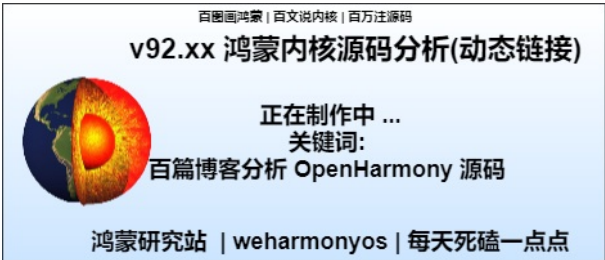 百图画鸿蒙 | 百文说内核 | 百万注源码
v92.xx 鸿蒙内核源码分析(动态链接)
正在制作中 ...
关键词:
百篇博客分析 OpenHarmony 源码
鸿蒙研究站 | weharmonyos | 每天死磕一点点